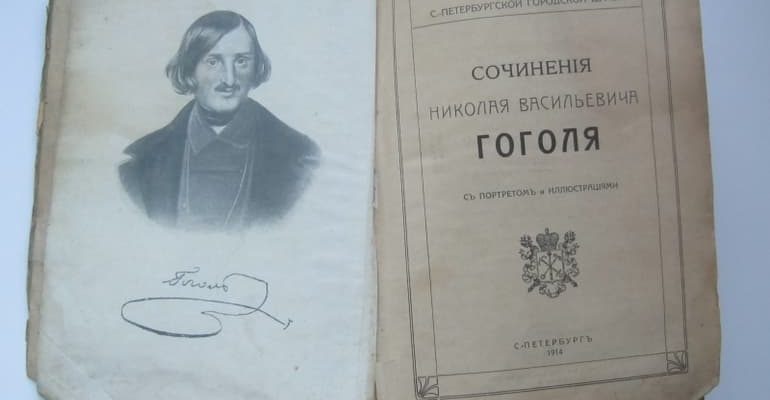 Гоголь
С.-ПЕТЕРБУРГСКОЙ ГОРОДСКОЙ
СОЧИНЕНІЯ
НИКОЛАЯ ВАСИЛЬЕВИЧА
ГОГОЛЯ
СЪ ПОРТРЕТОМЪ и ИЛЛЮСТРАЦІЯМИ
С.-ПЕТЕРБУРГЪ
1914